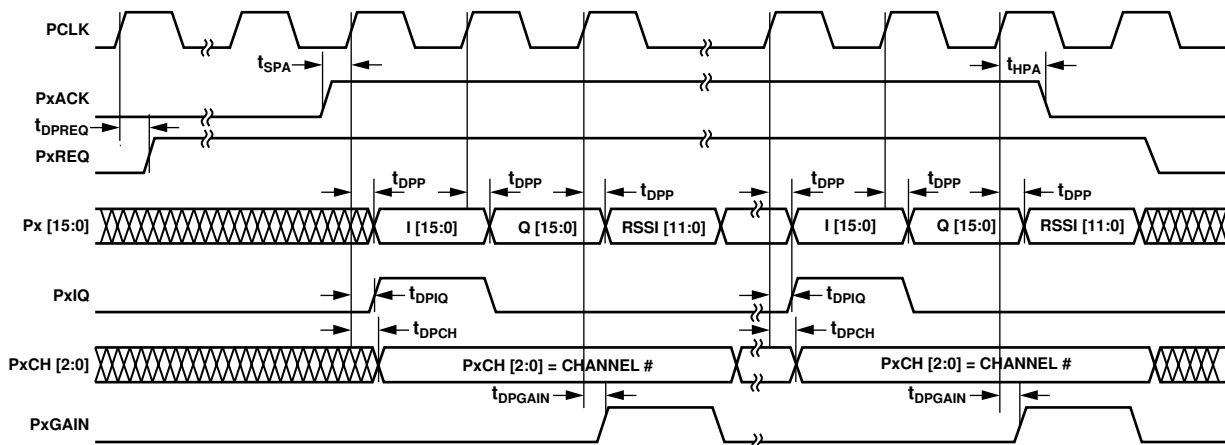 PCLK
tSPA
tHPA
PxACK
tDPREQ
PxREQ
tDPP tDPP tDPP tDPP tDPP tDPP
Px [15:0] I [15:0] Q [15:0] RSSI [11:0] I [15:0] Q [15:0] RSSI [11:0]
PxIQ tDPIQ tDPIQ
tDPCH tDPCH
PxCH [2:0] PxCH [2:0] = CHANNEL # PxCH [2:0] = CHANNEL #
tDPGAIN tDPGAIN
PxGAIN